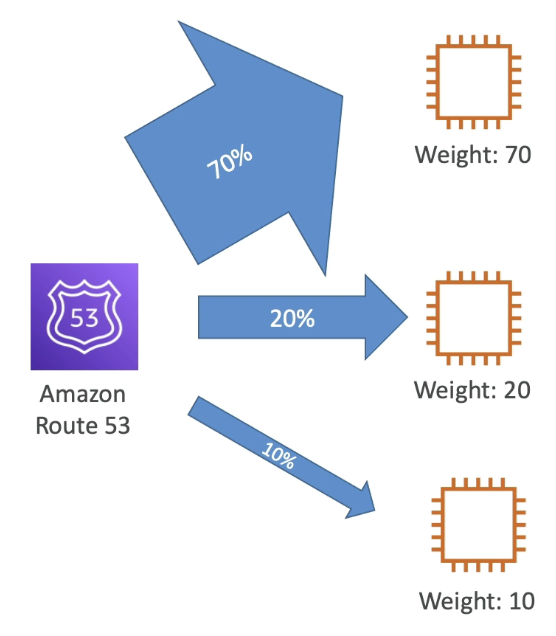 70%
Weight: 70
53
20%
Amazon
Route 53
Weight: 20
10%
Weight: 10